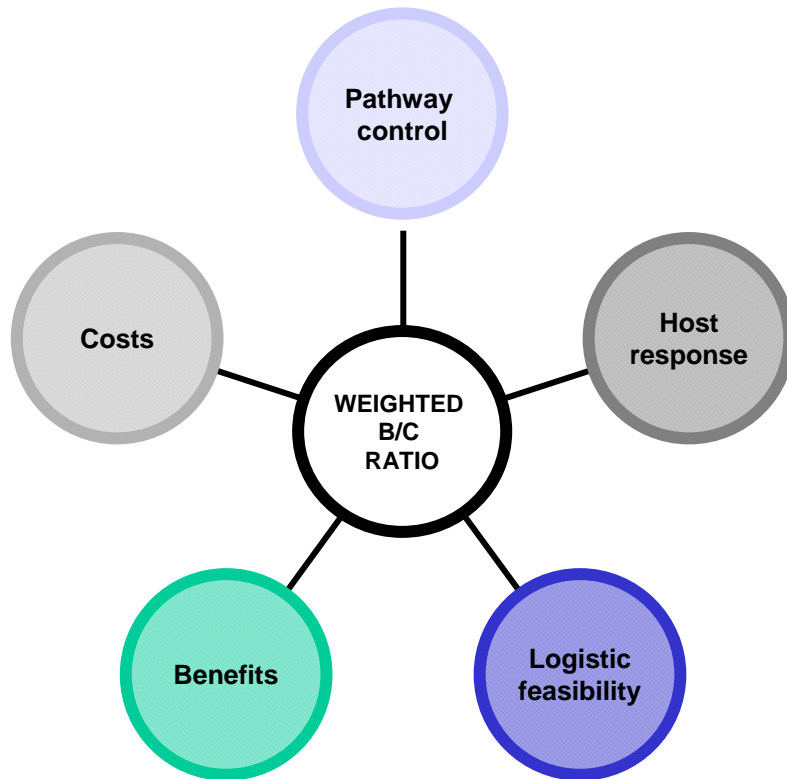 Pathway
control
Costs
Host
response
WEIGHTED
B/C
RATIO
Benefits
Logistic
feasibility